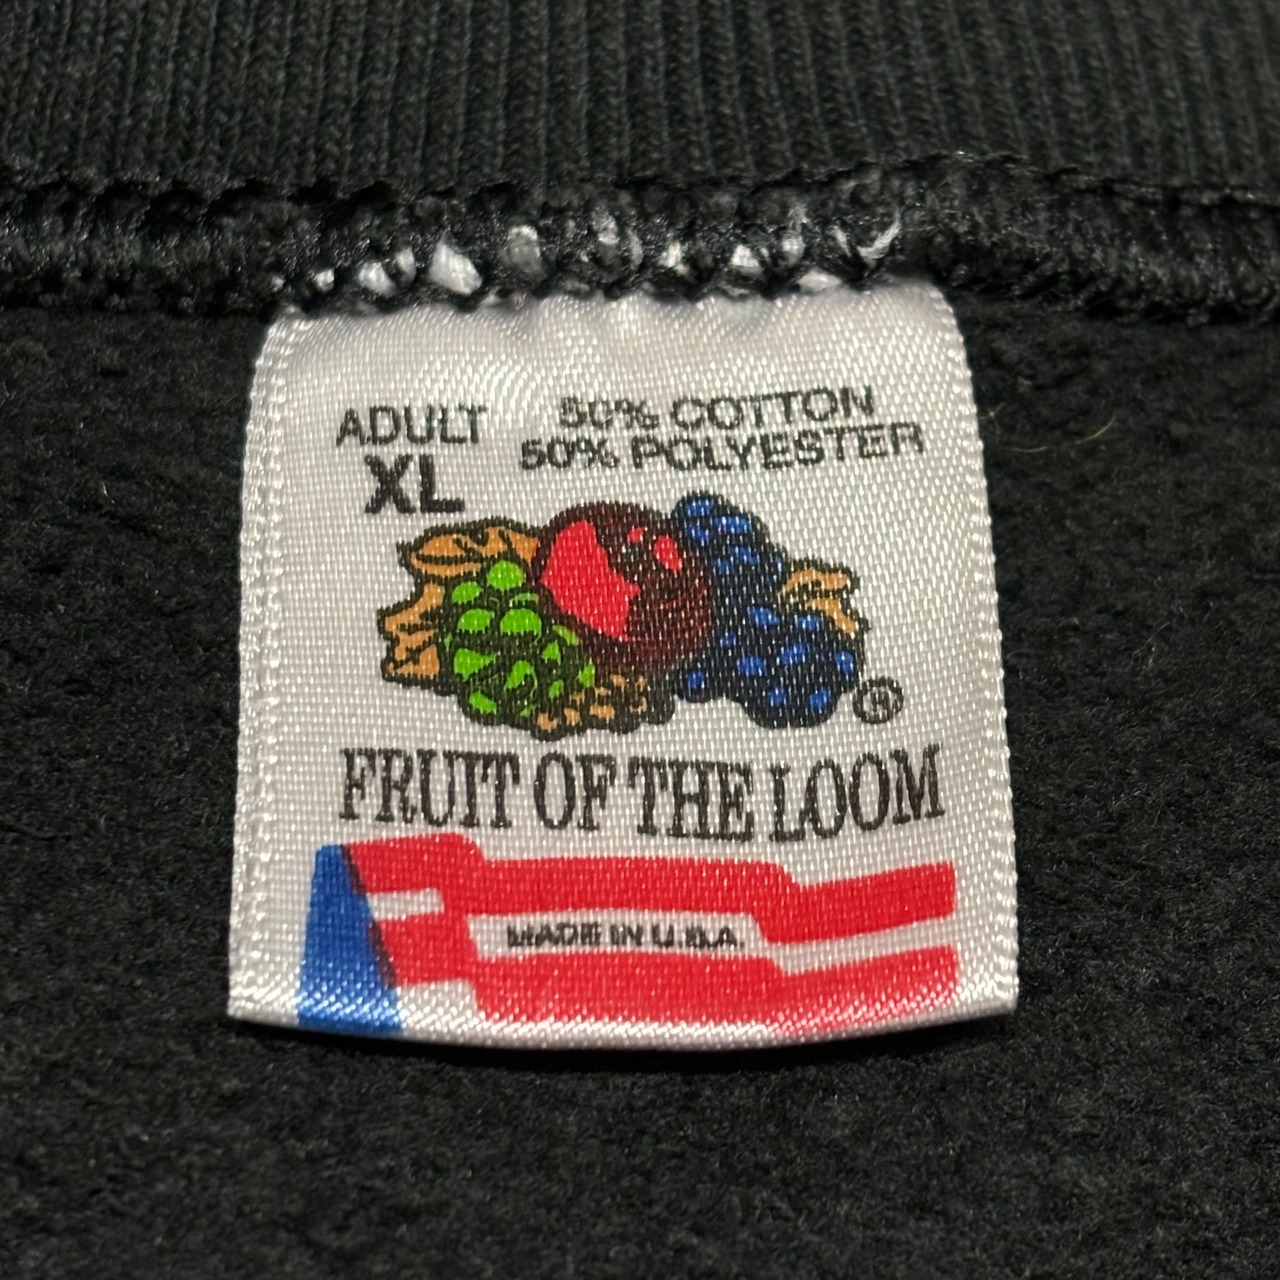 ADULT
XL
50% COTTON
50% POLYESTER
®
FRUIT OF THE LOOM
MADE IN U.S.A.